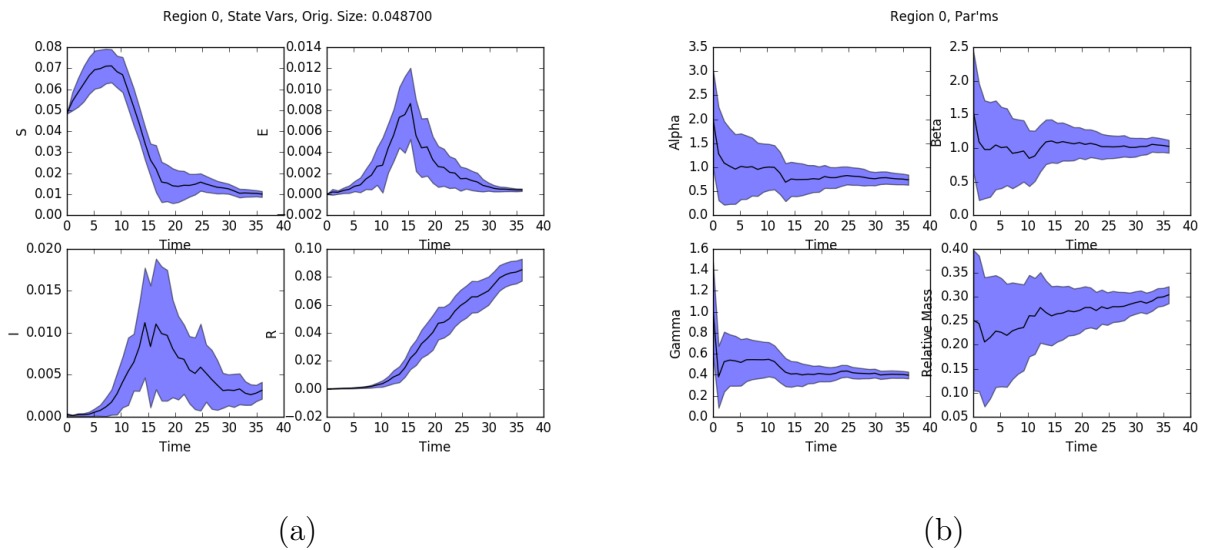 Region 0, State Vars, Orig. Size: 0.048700
Region 0, Par'ms
0.08
0.07
0.06
0.05
0.04
0.03
0.02
0.01
0.00
S
0 5 10 15 20 25 30 35 40
Time
0.014
0.012
0.010
0.008
0.006
0.004
0.002
0.000
0.002
E
0 5 10 15 20 25 30 35 40
Time
3.5
3.0
2.5
2.0
1.5
1.0
0.5
0.0
Alpha
0 5 10 15 20 25 30 35 40
Time
2.5
2.0
1.5
1.0
0.5
0.0
Beta
0 5 10 15 20 25 30 35 40
Time
0.020
0.015
0.010
0.005
0.000
I
0 5 10 15 20 25 30 35 40
Time
0.10
0.08
0.06
0.04
0.02
0.00
−0.02
R
0 5 10 15 20 25 30 35 40
Time
1.6
1.4
1.2
1.0
0.8
0.6
0.4
0.2
0.0
Gamma
0 5 10 15 20 25 30 35 40
Time
0.40
0.35
0.30
0.25
0.20
0.15
0.10
0.05
Relative Mass
0 5 10 15 20 25 30 35 40
Time
(a)
(b)